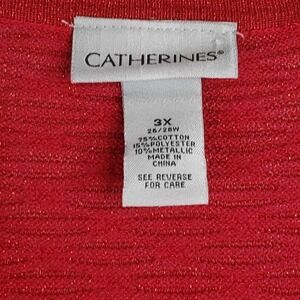 CATHERINES®
3X
26/28W
75%COTTON
15%POLYESTER
10%METALLIC
MADE IN
CHINA
SEE REVERSE
FOR CARE